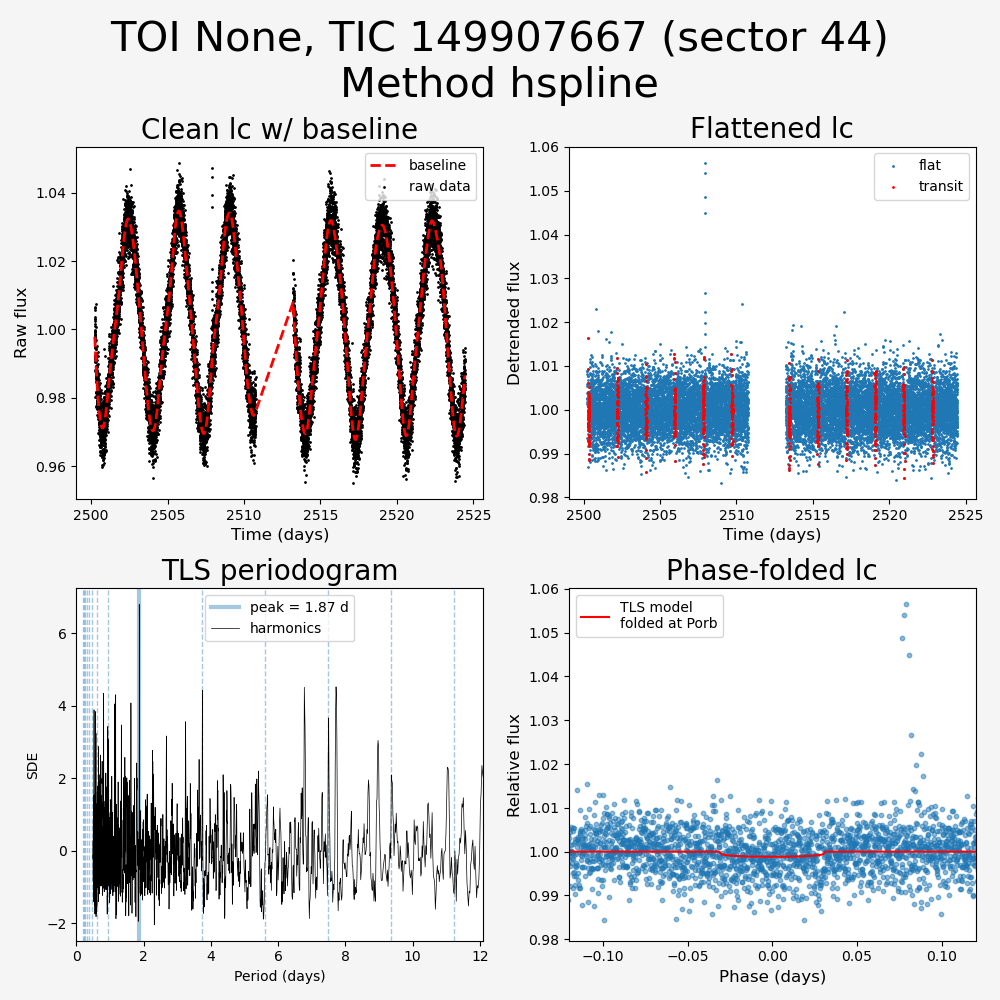 TOI None, TIC 149907667 (sector 44)
Method hspline
Clean lc w/ baseline
Raw flux
1.04
1.02
1.00
0.98
0.96
baseline
raw data
2500
2505
2510
2515
2520
2525
Time (days)
Flattened lc
Detrended flux
1.06
1.05
1.04
1.03
1.02
1.01
1.00
0.99
0.98
flat
transit
2500
2505
2510
2515
2520
2525
Time (days)
TLS periodogram
SDE
6
4
2
0
−2
peak = 1.87 d
harmonics
0
2
4
6
8
10
12
Period (days)
Phase-folded lc
Relative flux
1.06
1.05
1.04
1.03
1.02
1.01
1.00
0.99
0.98
TLS model
folded at Porb
−0.10
−0.05
0.00
0.05
0.10
Phase (days)